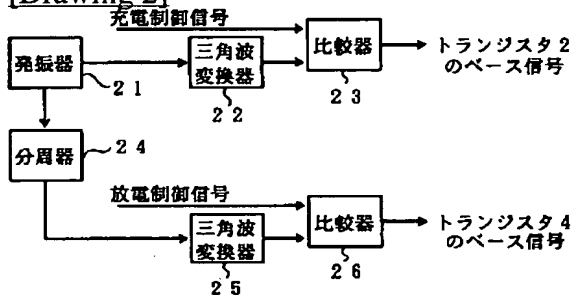 [Drawing 2]
充電制御信号
発振器
21
三角波
変換器
22
比較器
23
トランジスタ2
のベース信号
分周器
24
放電制御信号
三角波
変換器
25
比較器
26
トランジスタ4
のベース信号